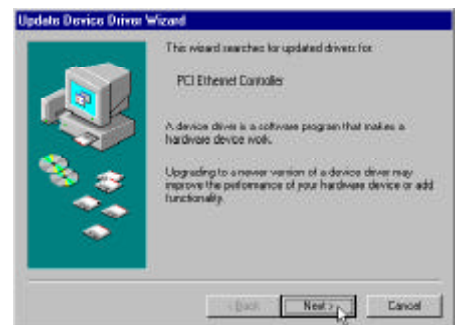 Update Device Driver Wizard
This wizard searches for updated drivers for:
PCI Ethernet Controller
A device driver is a software program that makes a
hardware device work.
Upgrading to a newer version of a device driver may
improve the performance of your hardware device or add
functionality.
< Back
Next >
Cancel